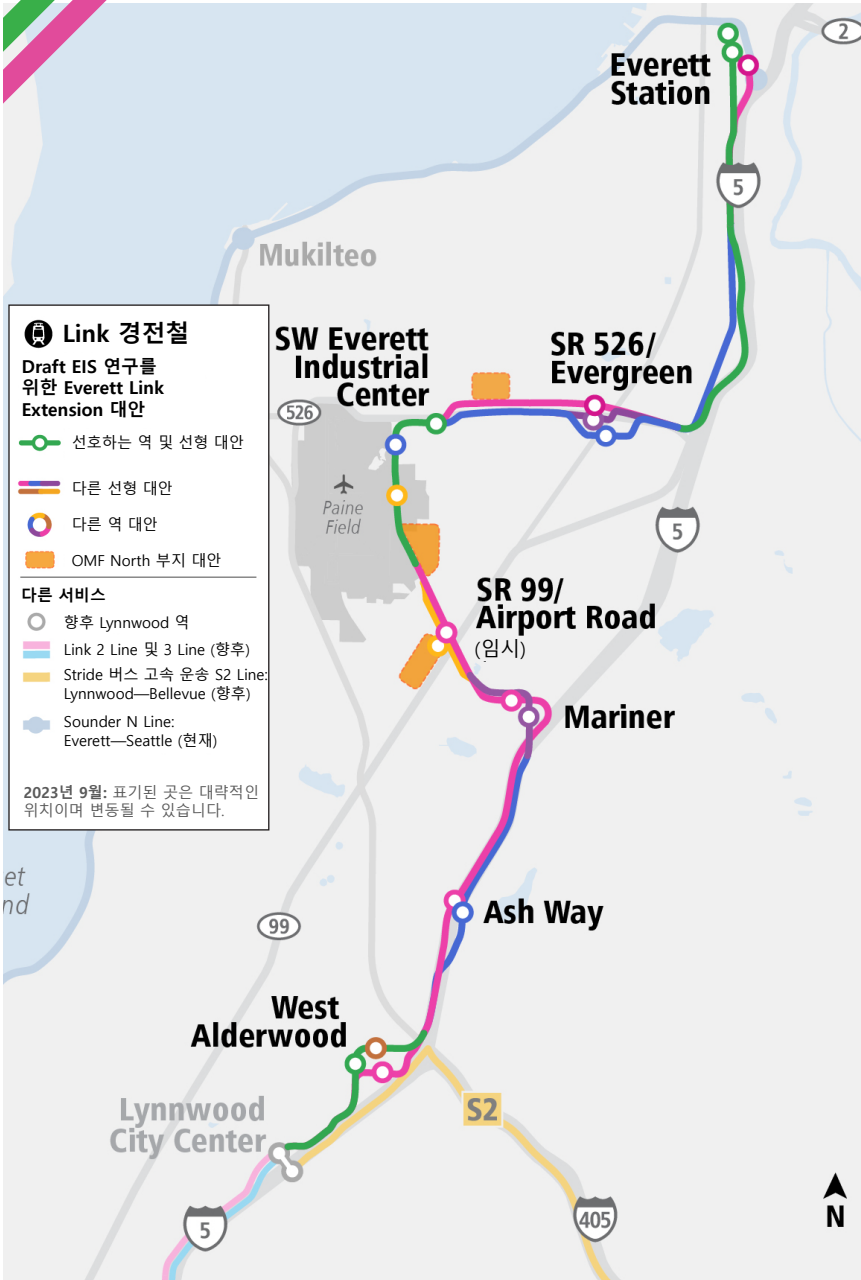 2
Everett
Station
5
Mukilteo
Link 경전철
Draft EIS 연구를
위한 Everett Link
Extension 대안
선호하는 역 및 선형 대안
다른 선형 대안
다른 역 대안
OMF North 부지 대안
다른 서비스
향후 Lynnwood 역
Link 2 Line 및 3 Line (향후)
Stride 버스 고속 운송 S2 Line:
Lynnwood—Bellevue (향후)
Sounder N Line:
Everett—Seattle (현재)
2023년 9월: 표기된 곳은 대략적인
위치이며 변동될 수 있습니다.
SW Everett
Industrial
Center
SR 526/
Evergreen
526
Paine
Field
5
SR 99/
Airport Road
(임시)
Mariner
et
nd
99
Ash Way
West
Alderwood
Lynnwood
City Center
S2
5
405
N